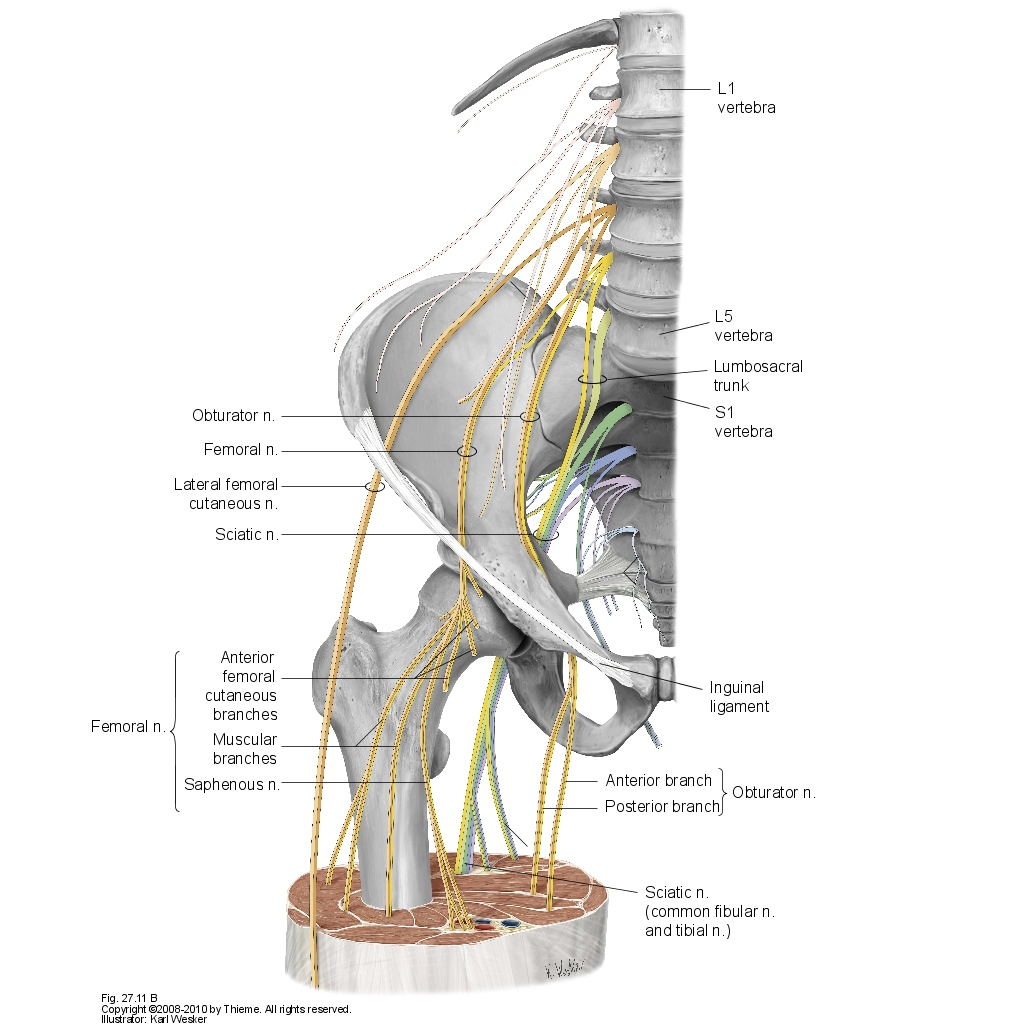 L1
vertebra
L5
vertebra
Lumbosacral
trunk
S1
vertebra
Obturator n.
Femoral n.
Lateral femoral
cutaneous n.
Sciatic n.
Anterior
femoral
cutaneous
branches
Femoral n.
Muscular
branches
Saphenous n.
Inguinal
ligament
Anterior branch
Posterior branch
Obturator n.
Sciatic n.
(common fibular n.
and tibial n.)
Fig. 27.11 B
Copyright ©2008-2010 by Thieme. All rights reserved.
Illustrator: Karl Wesker